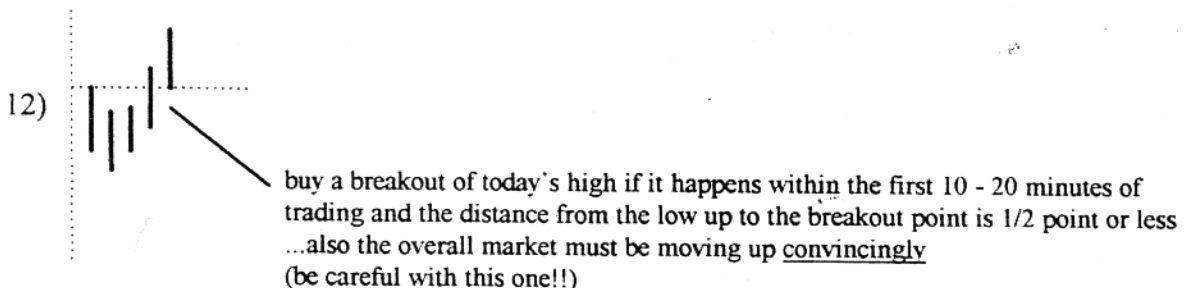 12)
buy a breakout of today's high if it happens within the first 10 - 20 minutes of
trading and the distance from the low up to the breakout point is 1/2 point or less
...also the overall market must be moving up convincingly
(be careful with this one!!)